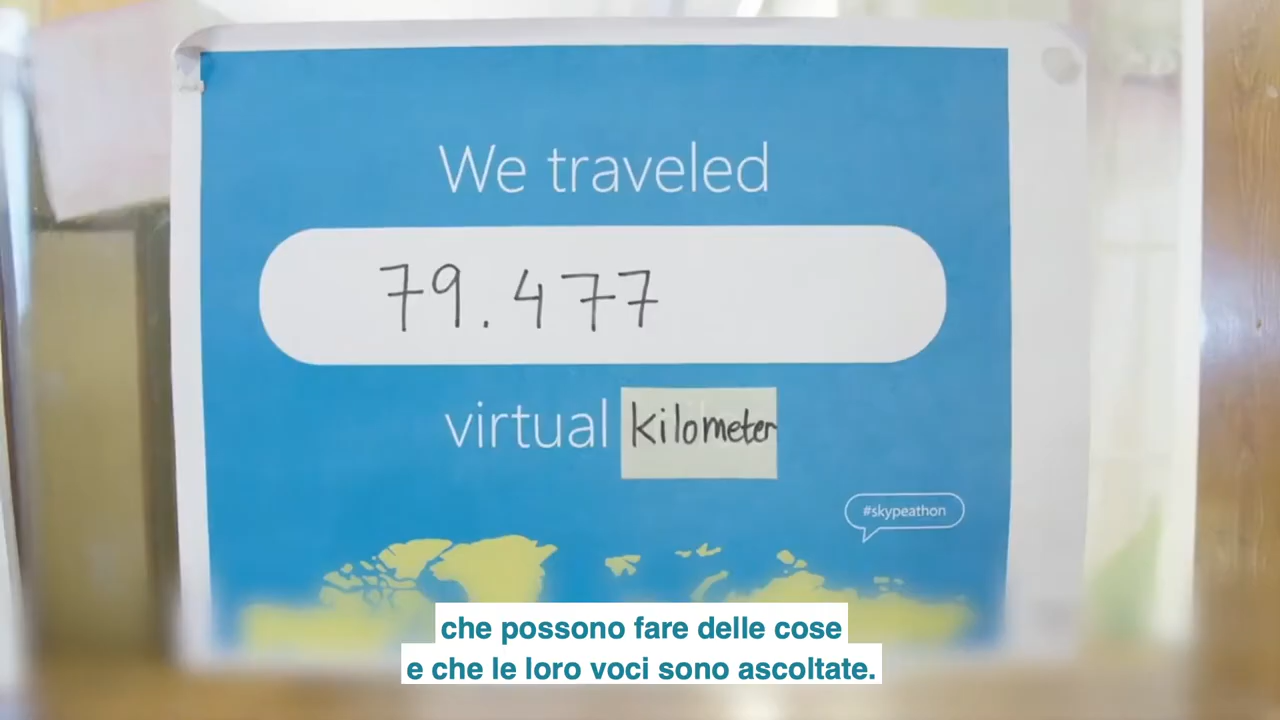 We traveled
79.477
virtual kilometer
#skypeathon
che possono fare delle cose
e che le loro voci sono ascoltate.